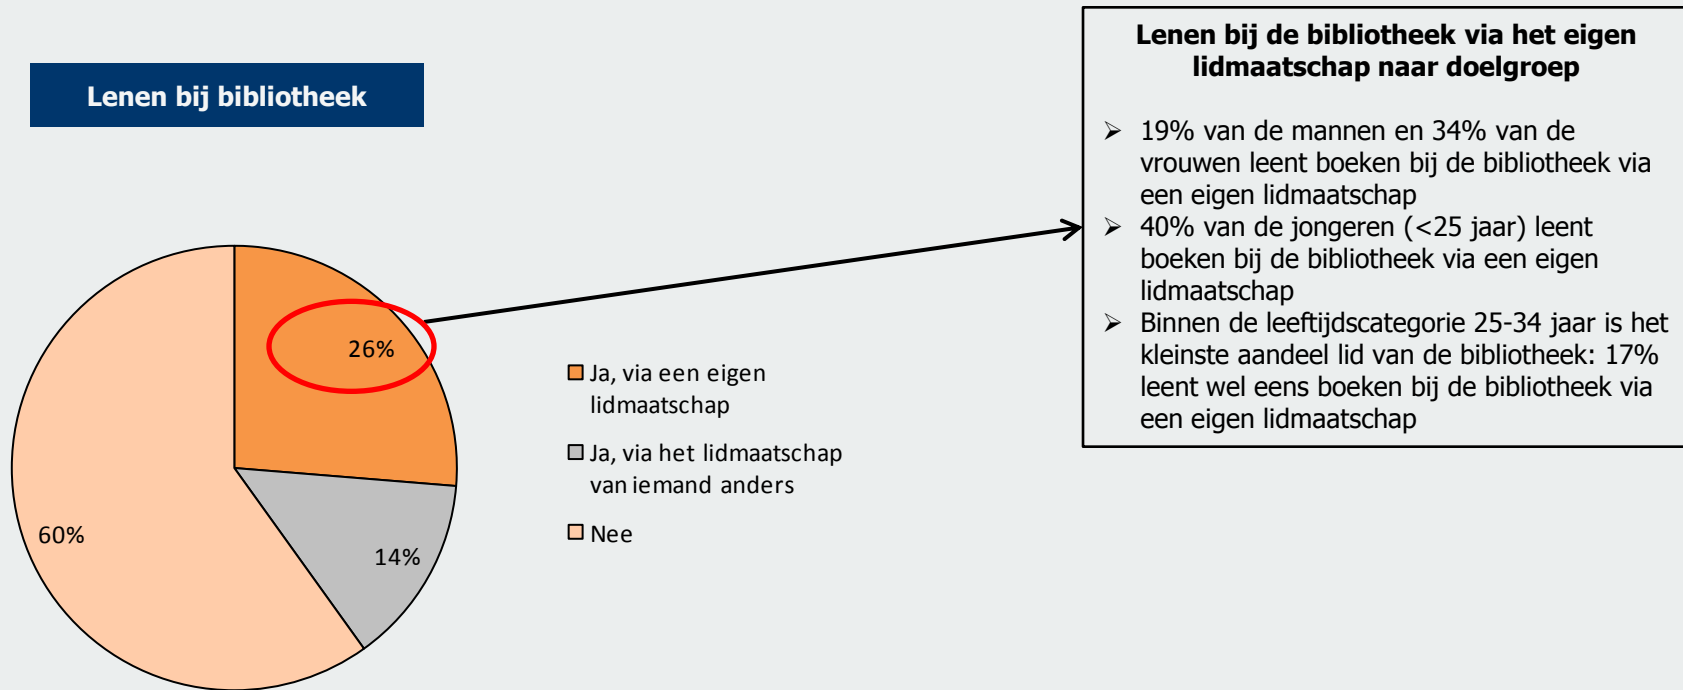 Lenen bij bibliotheek
26%
14%
60%
Ja, via een eigen
lidmaatschap
Ja, via het lidmaatschap
van iemand anders
Nee
Lenen bij de bibliotheek via het eigen
lidmaatschap naar doelgroep
➢ 19% van de mannen en 34% van de
vrouwen leent boeken bij de bibliotheek via
een eigen lidmaatschap
➢ 40% van de jongeren (<25 jaar) leent
boeken bij de bibliotheek via een eigen
lidmaatschap
➢ Binnen de leeftijdscategorie 25-34 jaar is het
kleinste aandeel lid van de bibliotheek: 17%
leent wel eens boeken bij de bibliotheek via
een eigen lidmaatschap